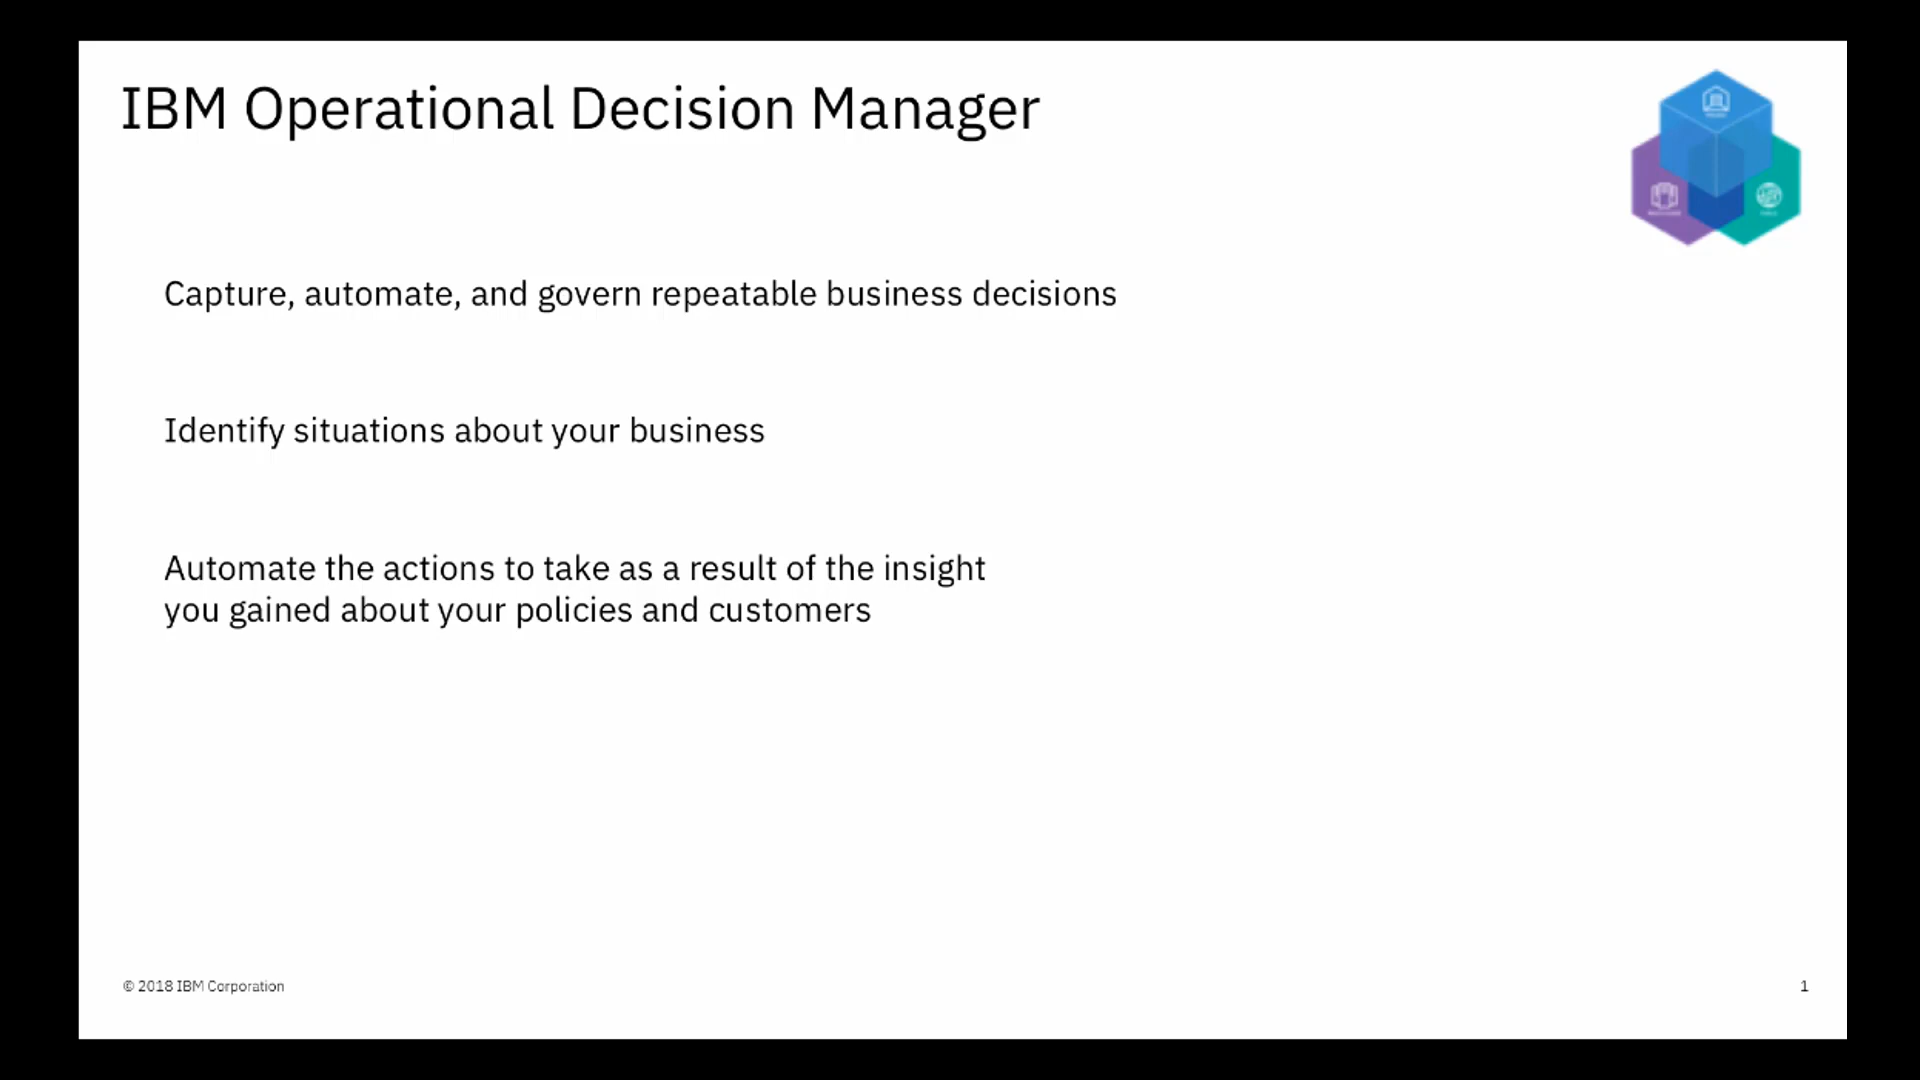 IBM Operational Decision Manager
Capture, automate, and govern repeatable business decisions
Identify situations about your business
Automate the actions to take as a result of the insight
you gained about your policies and customers
© 2018 IBM Corporation
1